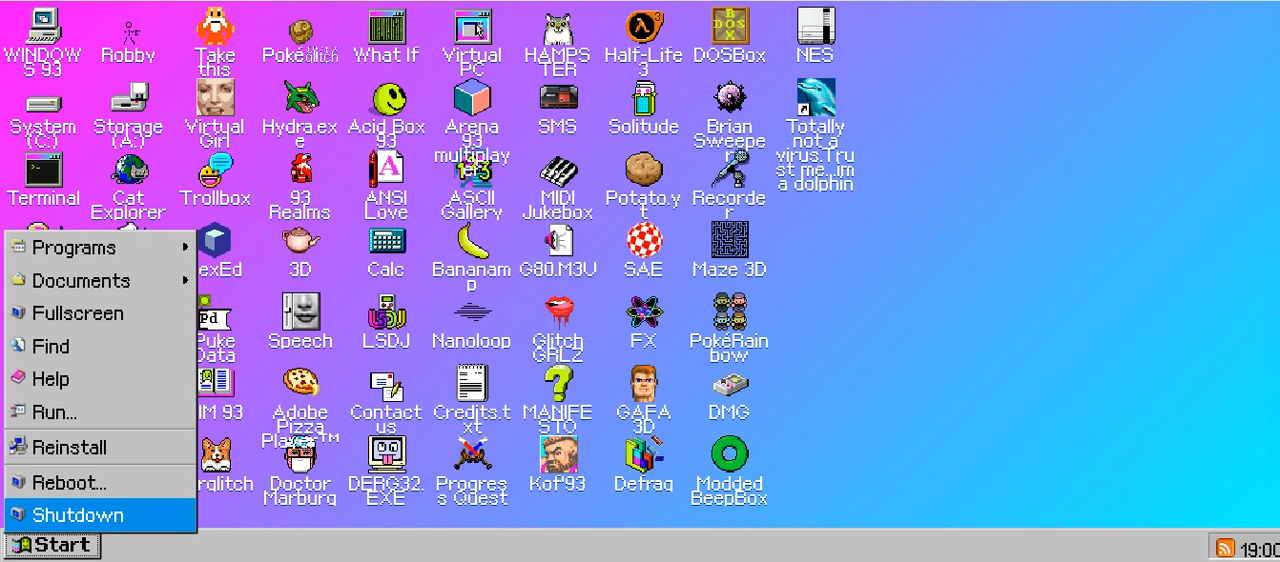 WINDOW
S 93
Robby
Take
this
What If
Virtual
PC
HAMPS
TER
Half-Life
3
DOSBox
NES
System
(C:)
Storage
(A:)
Virtual
Girl
Hydra.ex
e
Acid Box
93
Arena
93
multiplay
er
SMS
Solitude
Brian
Sweepe
r
Totally
not a
virus.Tru
st me..im
a dolphin
Terminal
Cat
Explorer
Trollbox
93
Realms
ANSI
Love
ASCII
Gallery
MIDI
Jukebox
Potato.y
t
Recorde
r
exEd
3D
Calc
Bananam
p
G80.M3U
SAE
Maze 3D
Pd
Puke
Data
Speech
LSDJ
Nanoloop
Glitch
GRLZ
FX
PokéRain
bow
IM 93
Adobe
Pizza
Player™
Contact
us
Credits.t
xt
MANIFE
STO
GAFA
3D
DMG
rglitch
Doctor
Marburg
DERG32.
EXE
Progres
s Qdest
Kof'93
Defrag
Modded
BeepBox
Programs
Documents
Fullscreen
Find
Help
Run...
Reinstall
Reboot...
Shutdown
Start
19:00